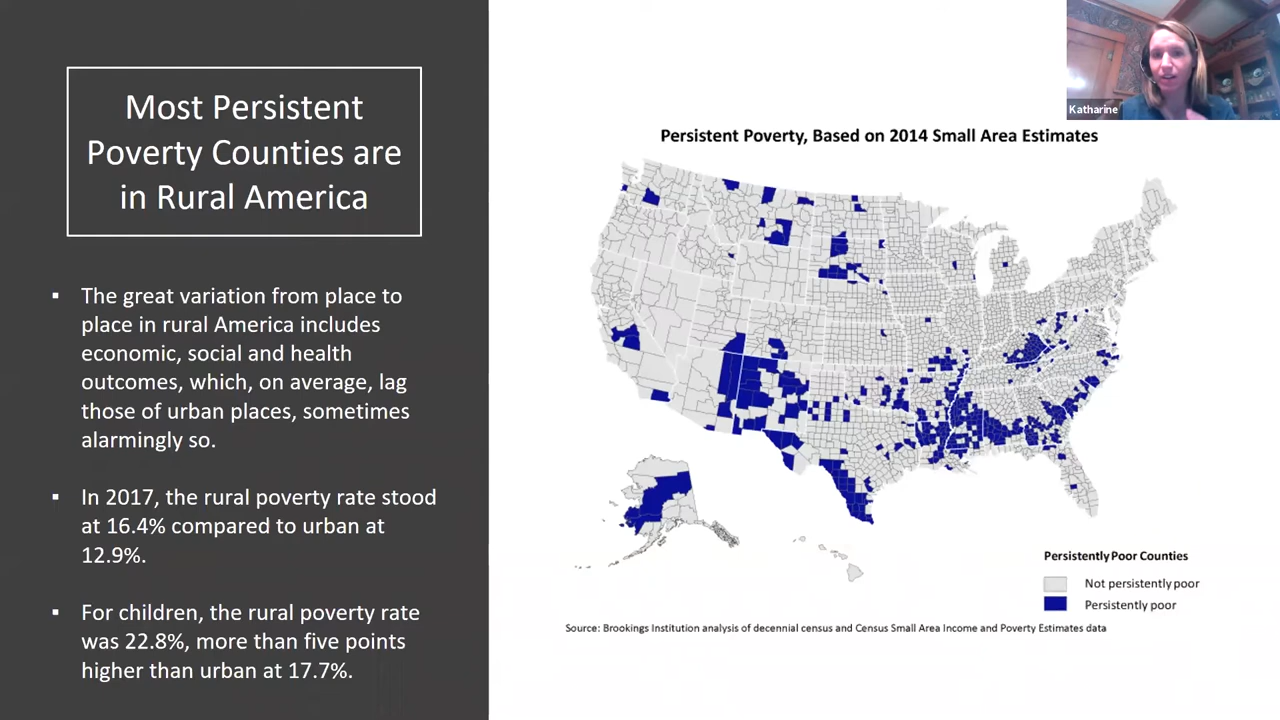 Most Persistent
Poverty Counties are
in Rural America
▪ The great variation from place to
place in rural America includes
economic, social and health
outcomes, which, on average, lag
those of urban places, sometimes
alarmingly so.
▪ In 2017, the rural poverty rate stood
at 16.4% compared to urban at
12.9%.
▪ For children, the rural poverty rate
was 22.8%, more than five points
higher than urban at 17.7%.
Katharine
Persistent Poverty, Based on 2014 Small Area Estimates
Persistently Poor Counties
Not persistently poor
Persistently poor
Source: Brookings Institution analysis of decennial census and Census Small Area Income and Poverty Estimates data